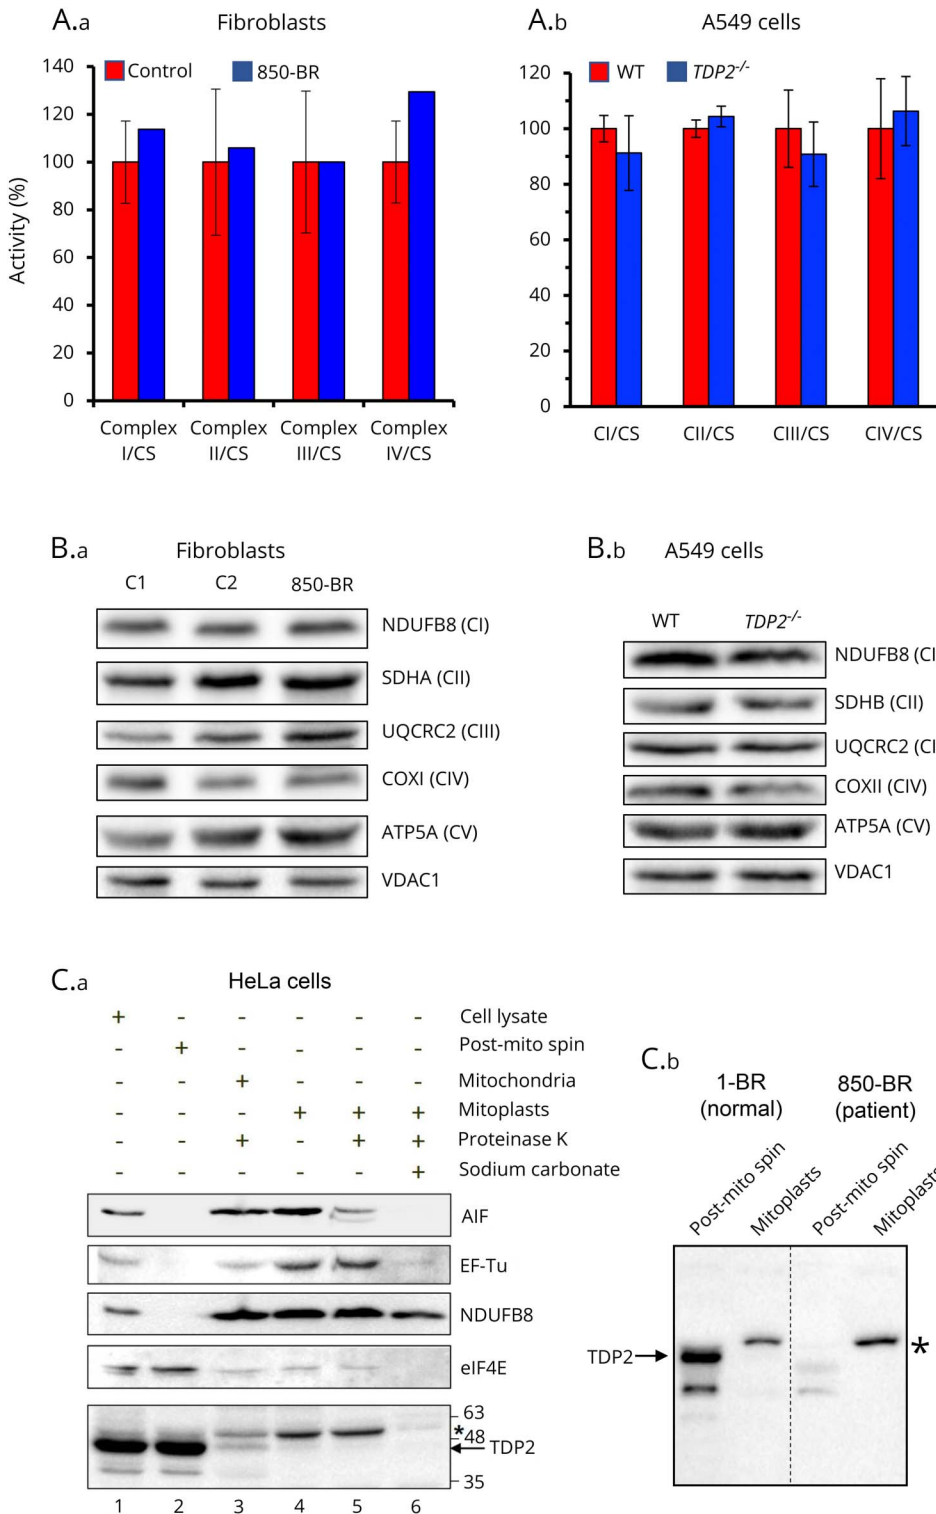 A.a Fibroblasts
140
120
100
80
60
40
20
0
Activity (%)
Control 850-BR
Complex I/CS
Complex II/CS
Complex III/CS
Complex IV/CS
A.b A549 cells
120
100
80
60
40
20
0
WT TDP2-/-
CI/CS CII/CS CIII/CS CIV/CS
B.a Fibroblasts
C1 C2 850-BR
NDUFB8 (CI)
SDHA (CII)
UQCRC2 (CIII)
COXI (CIV)
ATP5A (CV)
VDAC1
B.b A549 cells
WT TDP2-/-
NDUFB8 (CI
SDHB (CII)
UQCRC2 (CI
COXII (CIV)
ATP5A (CV)
VDAC1
C.a HeLa cells
+ - - - - - Cell lysate
- + - - - - Post-mito spin
- - + - - - Mitochondria
- - - + + + Mitoplasts
- - + - + + Proteinase K
- - - - - + Sodium carbonate
AIF
EF-Tu
NDUFB8
eIF4E
63
*
48
TDP2
35
1 2 3 4 5 6
C.b
1-BR (normal)
850-BR (patient)
Post-mito spin
Mitoplasts
Post-mito spin
Mitoplasts
TDP2
*